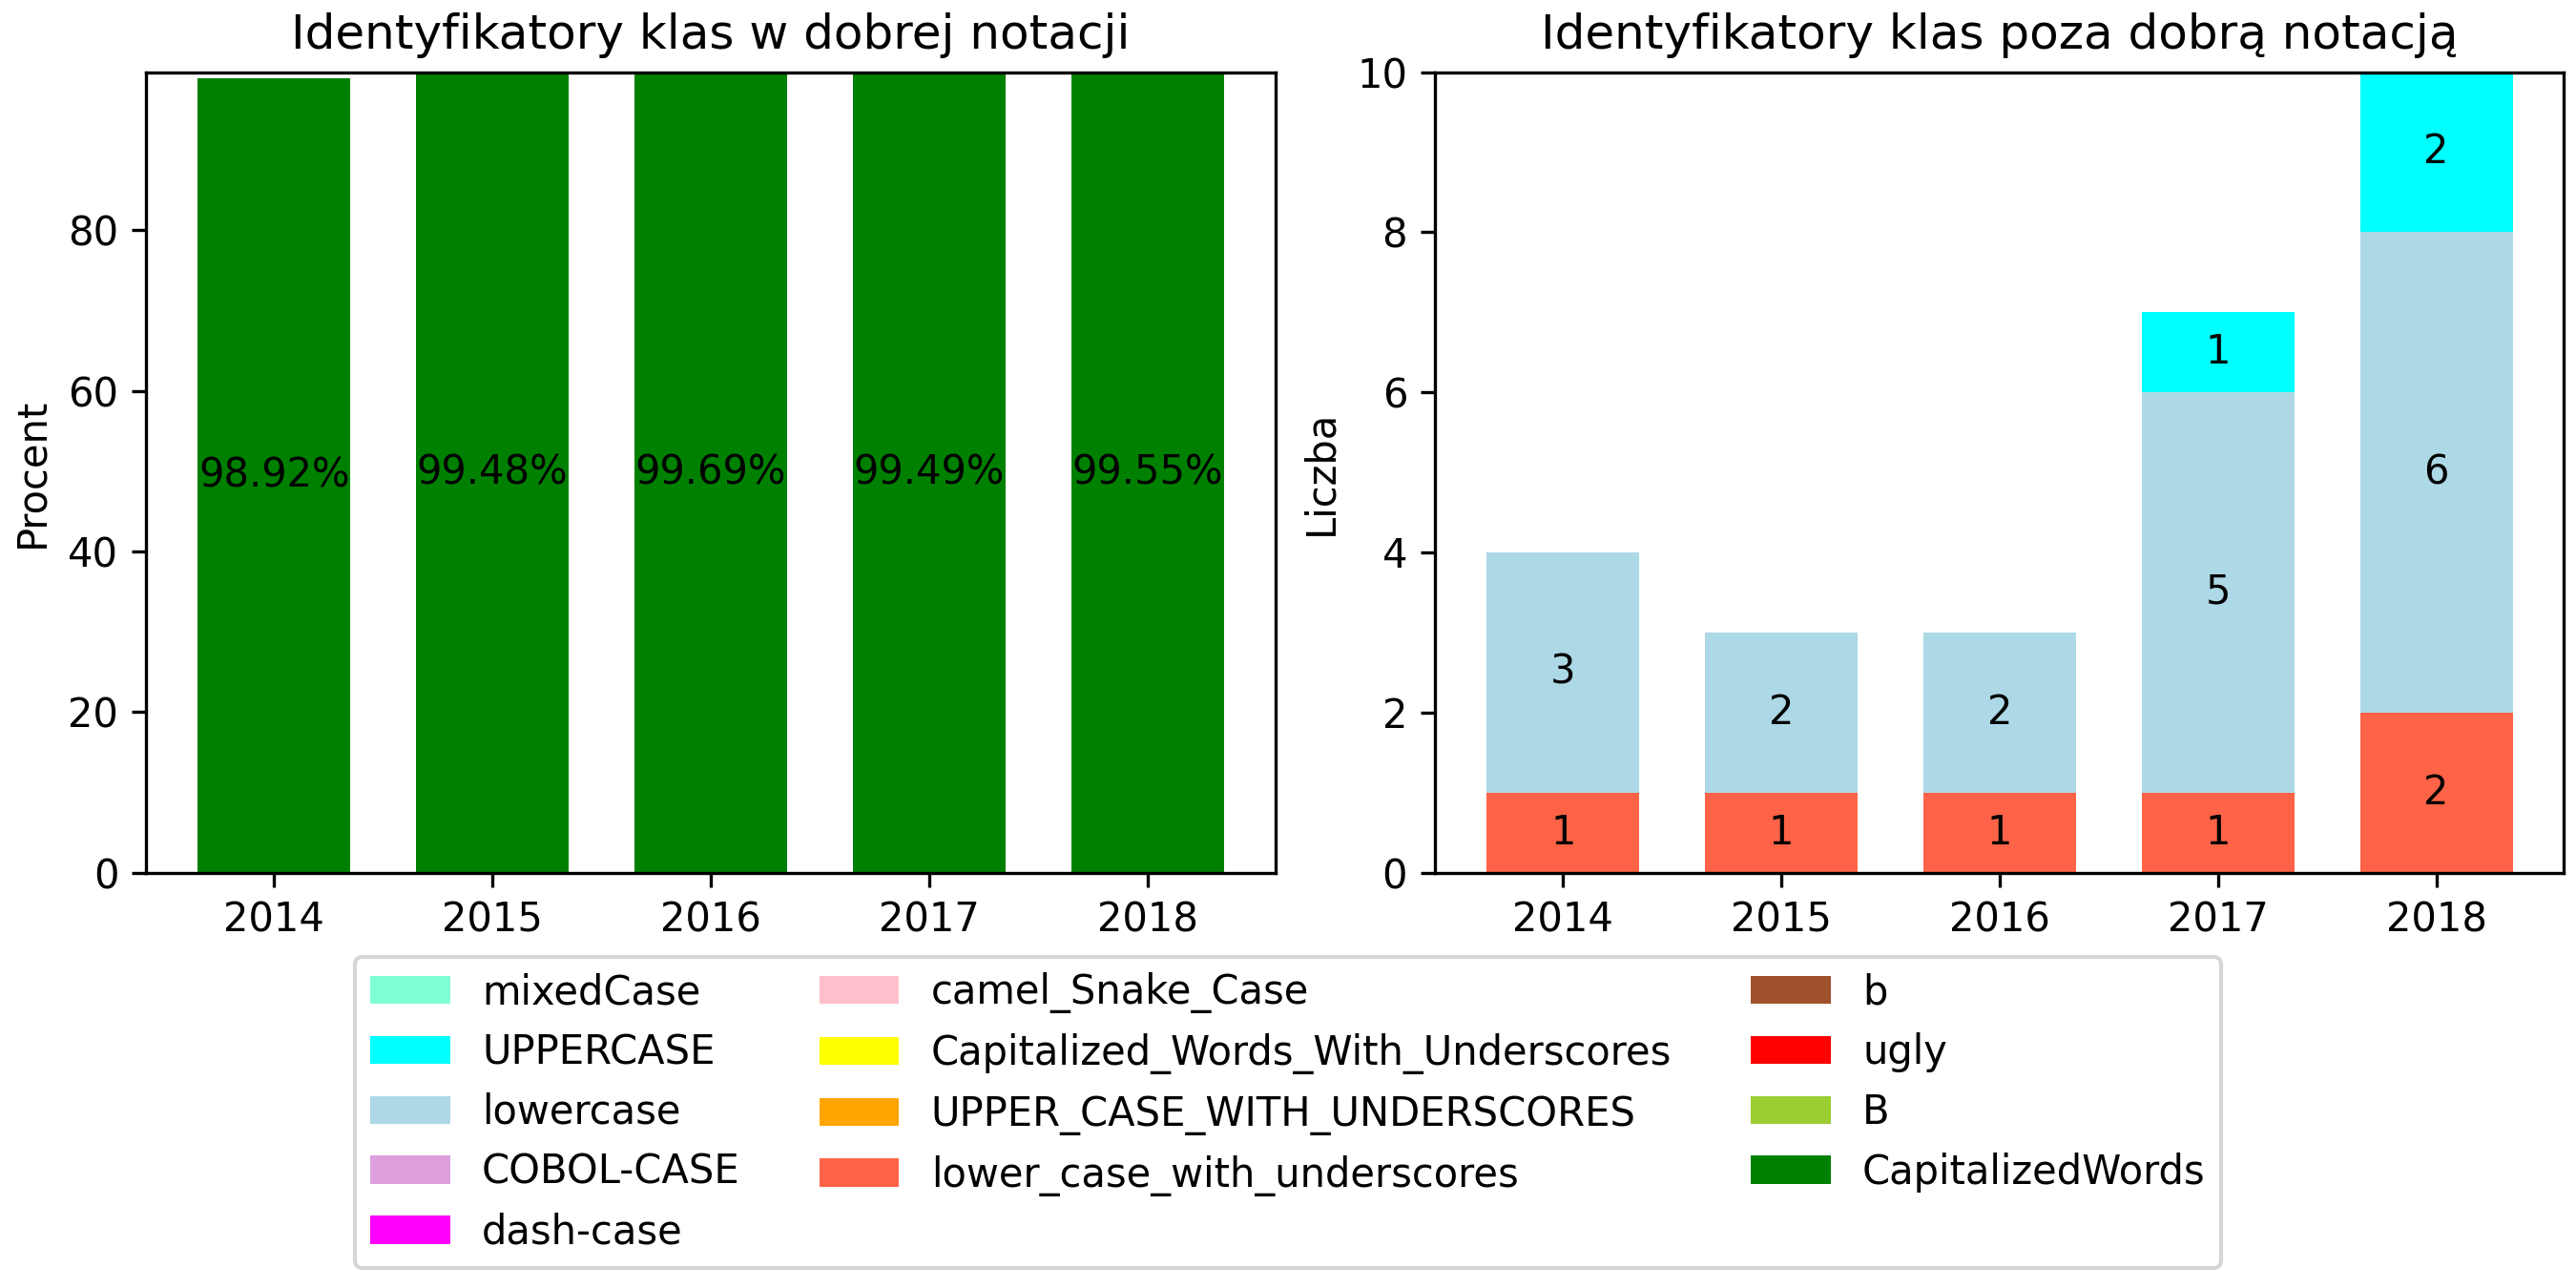 Identyfikatory klas w dobrej notacji
Procent
80
60
40
20
0
98.92%
99.48%
99.69%
99.49%
99.55%
2014
2015
2016
2017
2018
Identyfikatory klas poza dobrą notacją
Liczba
10
8
6
4
2
0
3
1
2
1
2
1
1
5
1
2
6
2
2014
2015
2016
2017
2018
mixedCase
UPPERCASE
lowercase
COBOL-CASE
dash-case
camel_Snake_Case
Capitalized_Words_With_Underscores
UPPER_CASE_WITH_UNDERSCORES
lower_case_with_underscores
b
ugly
B
CapitalizedWords